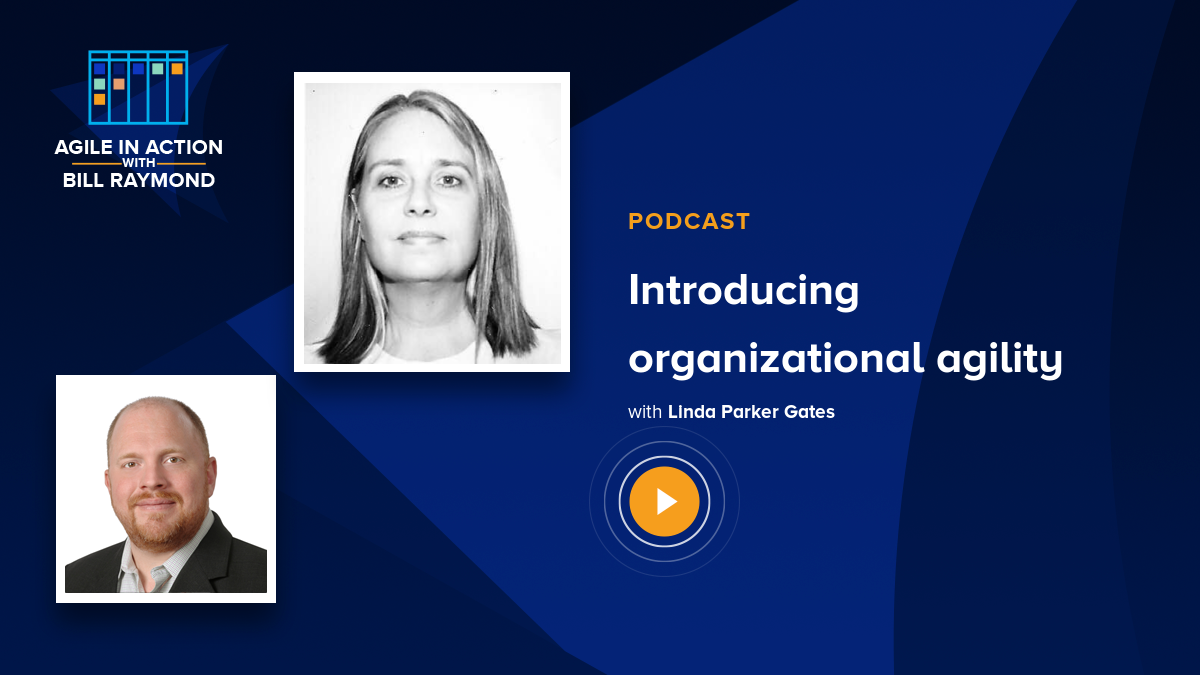 AGILE IN ACTION
WITH
BILL RAYMOND
PODCAST
Introducing
organizational agility
with Linda Parker Gates